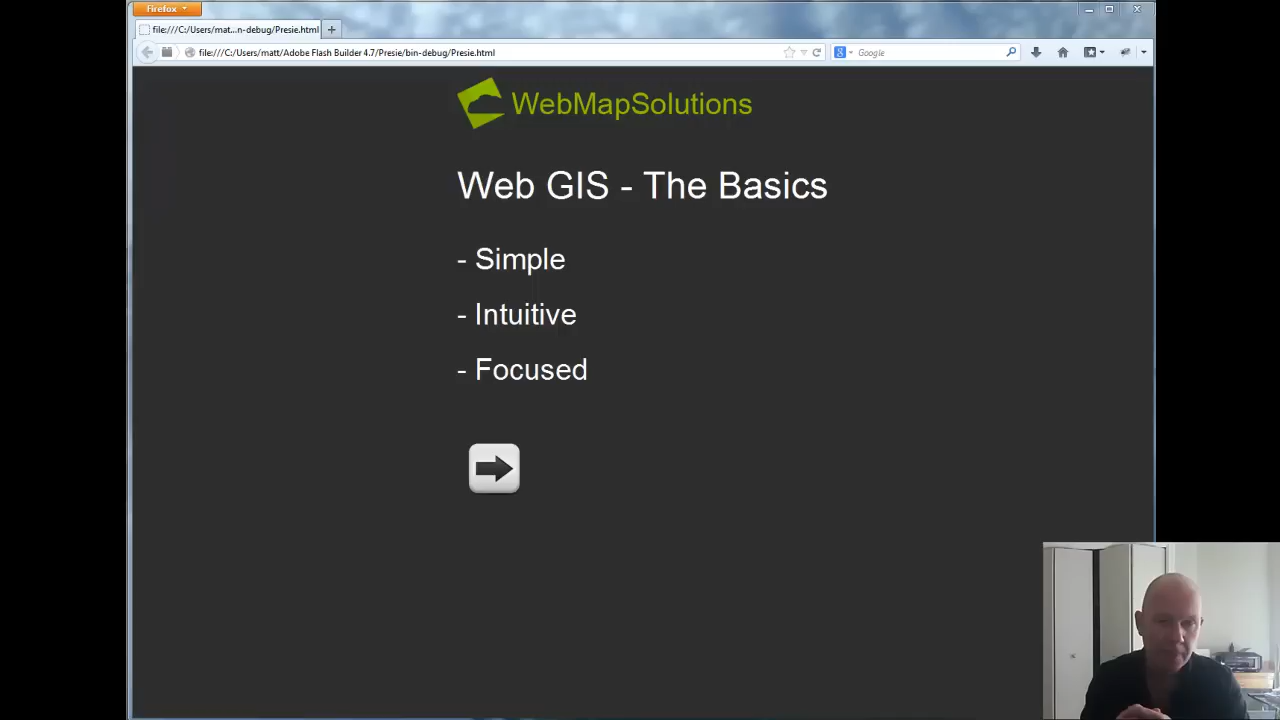 Firefox
file:///C:/Users/mat...n-debug/Presie.html
file:///C:/Users/matt/Adobe Flash Builder 4.7/Presie/bin-debug/Presie.html
Google
WebMapSolutions
Web GIS - The Basics
- Simple
- Intuitive
- Focused